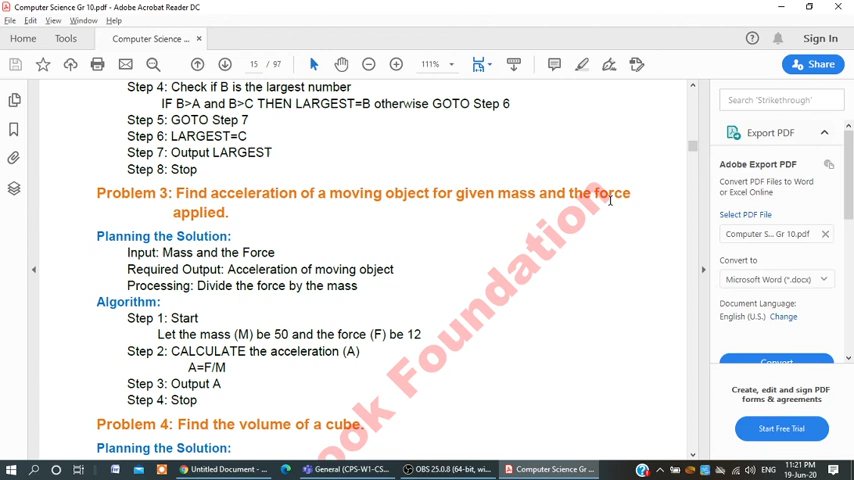 Computer Science Gr 10.pdf - Adobe Acrobat Reader DC
File Edit View Window Help
Home Tools Computer Science ... × Sign In
15 / 97 111% Share
Step 4: Check if B is the largest number
IF B>A and B>C THEN LARGEST=B otherwise GOTO Step 6
Step 5: GOTO Step 7
Step 6: LARGEST=C
Step 7: Output LARGEST
Step 8: Stop
Problem 3: Find acceleration of a moving object for given mass and the force
applied.
Planning the Solution:
Input: Mass and the Force
Required Output: Acceleration of moving object
Processing: Divide the force by the mass
Algorithm:
Step 1: Start
Let the mass (M) be 50 and the force (F) be 12
Step 2: CALCULATE the acceleration (A)
A=F/M
Step 3: Output A
Step 4: Stop
Problem 4: Find the volume of a cube.
Planning the Solution:
ook Foundation
Search 'Strikethrough'
Export PDF
Adobe Export PDF
Convert PDF Files to Word
or Excel Online
Select PDF File
Computer S... Gr 10.pdf
Convert to
Microsoft Word (*.docx)
Document Language:
English (U.S.) Change
Convert
Create, edit and sign PDF
forms & agreements
Start Free Trial
Untitled Document - ...
General (CPS-W1-CS...
OBS 25.0.8 (64-bit, wi...
Computer Science Gr ...
ENG
11:21 PM
19-Jun-20